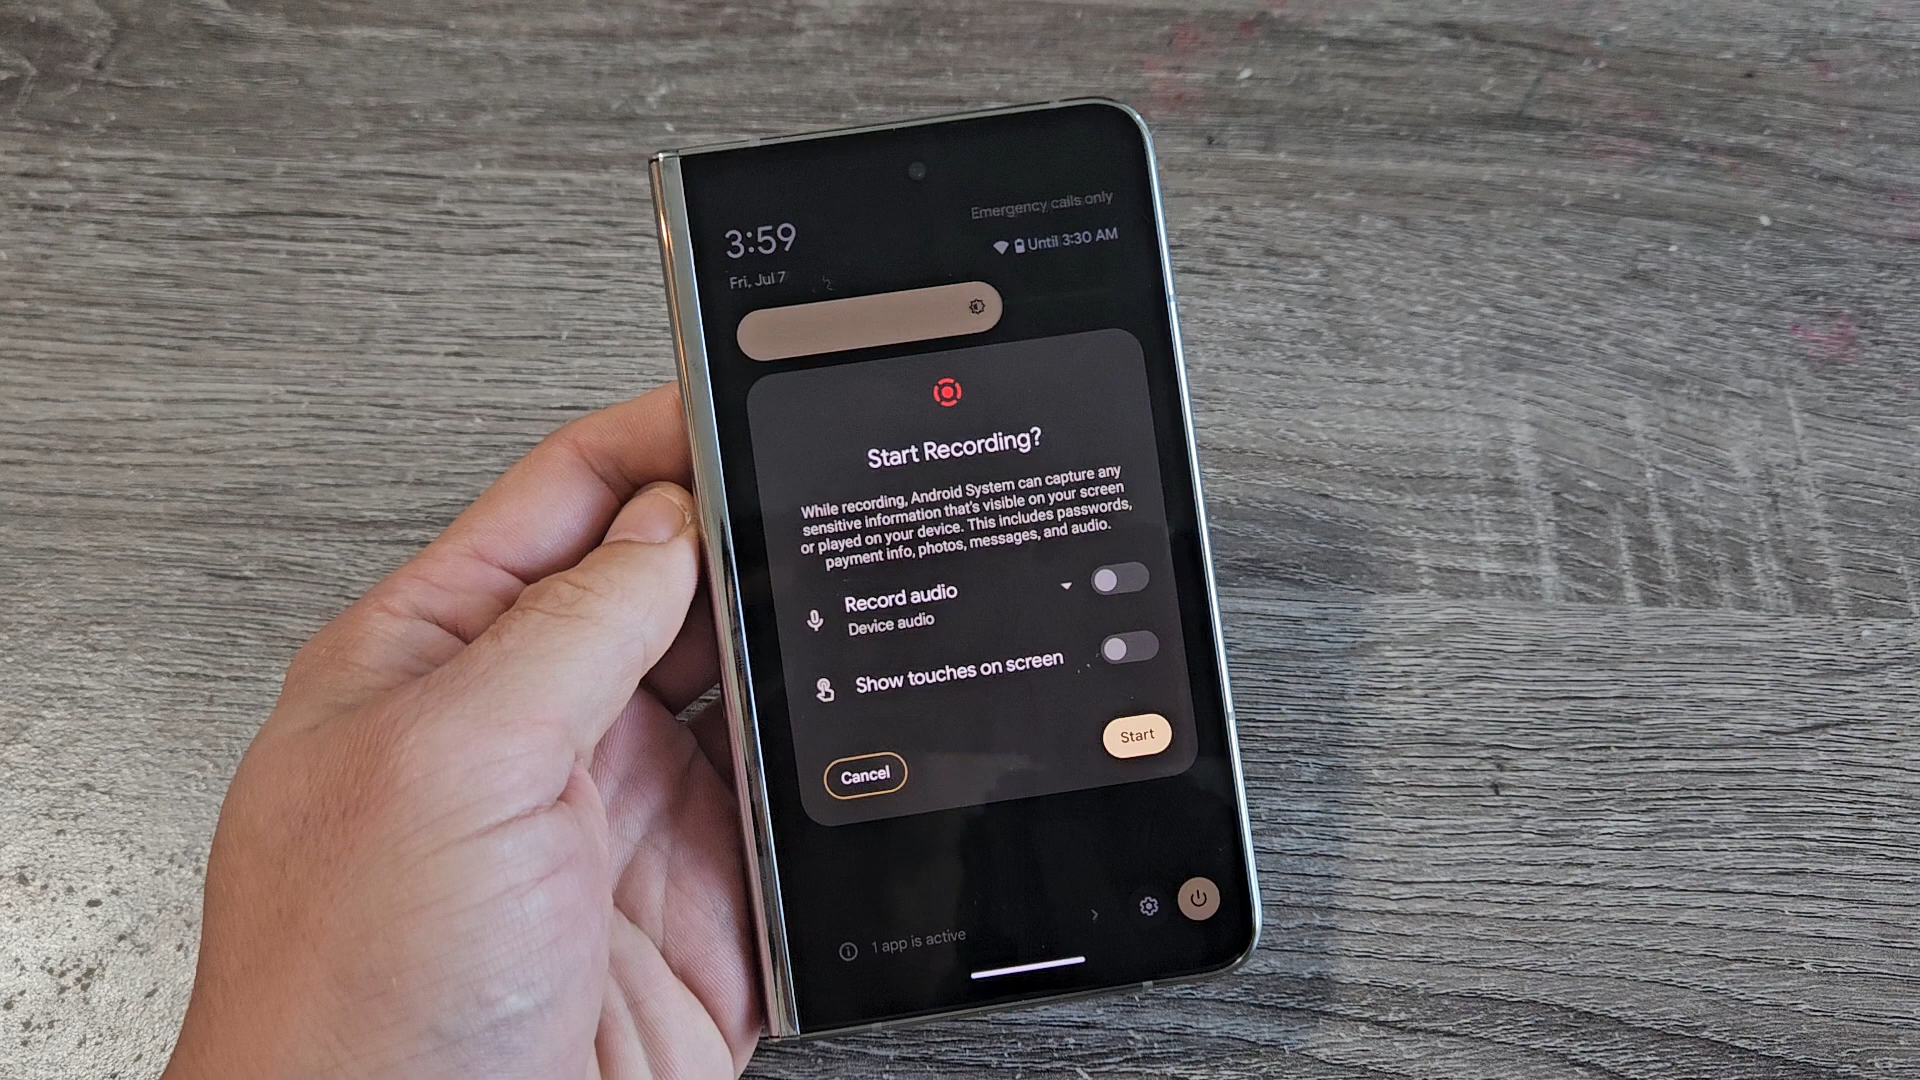 Emergency calls only
3:59
Until 3:30 AM
Fri, Jul 7
Start Recording?
While recording, Android System can capture any
sensitive information that's visible on your screen
or played on your device. This includes passwords,
payment info, photos, messages, and audio.
Record audio
Device audio
Show touches on screen
Cancel
Start
1 app is active